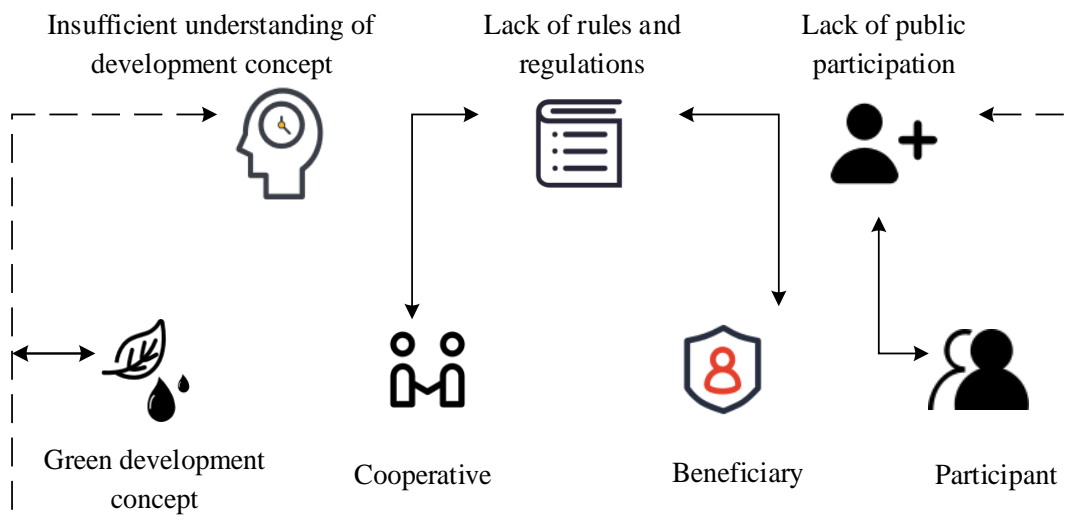 Insufficient understanding of
development concept
Lack of rules and
regulations
Lack of public
participation
Green development
concept
Cooperative
Beneficiary
Participant